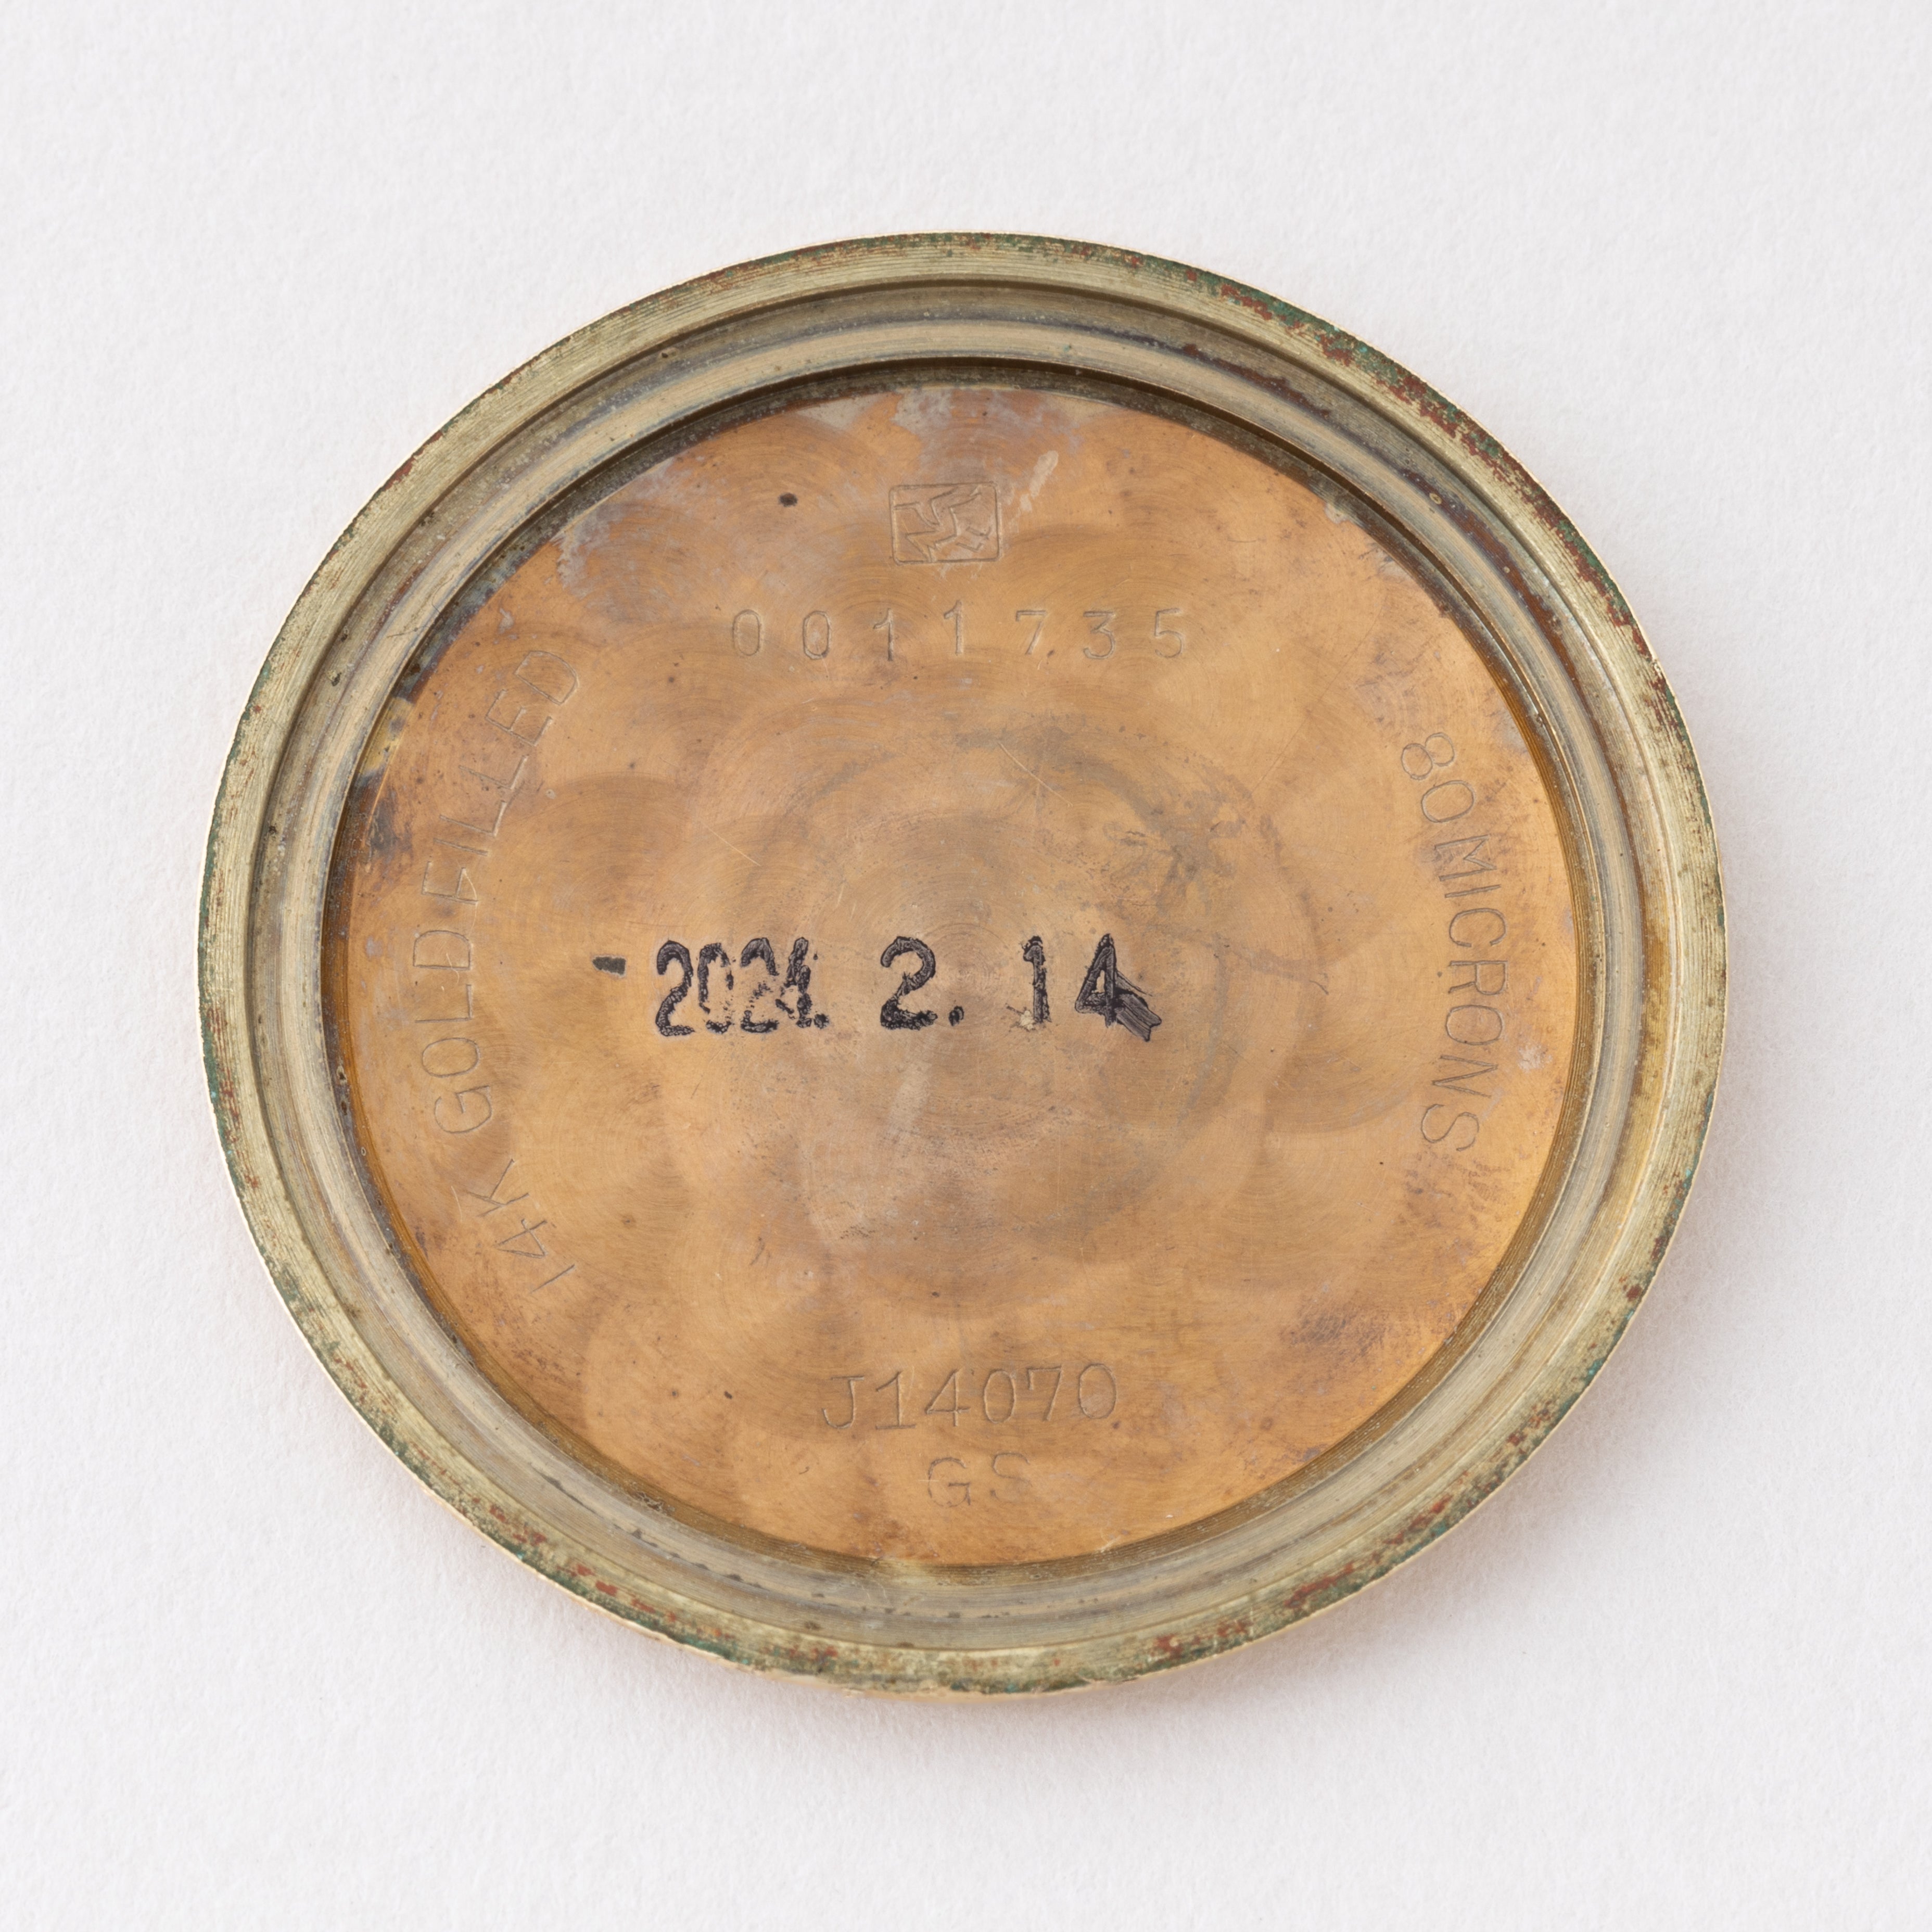 0011735
14K GOLD FILLED
80 MICRONS
2024. 2. 14
J14070
GS